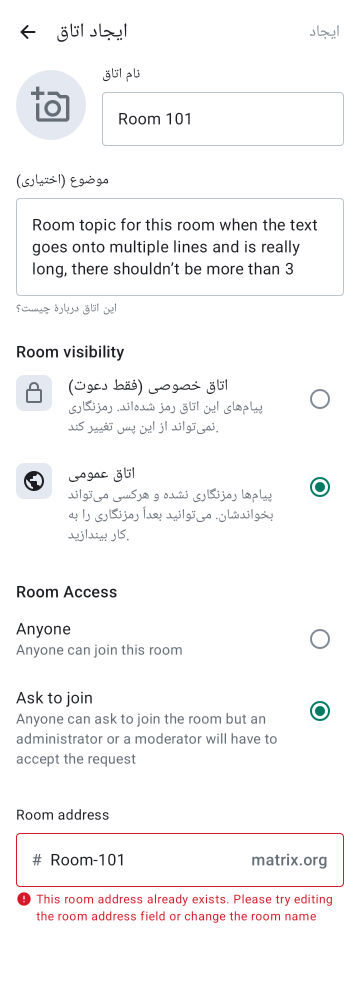 ایجاد اتاق
ایجاد
نام اتاق
Room 101
موضوع (اختیاری)
Room topic for this room when the text
goes onto multiple lines and is really
long, there shouldn’t be more than 3
این اتاق دربارهٔ چیست؟
Room visibility
اتاق خصوصی (فقط دعوت)
پیام‌های این اتاق رمز شده‌اند. رمزنگاری
نمی‌تواند از این پس تغییر کند.
اتاق عمومی
پیام‌ها رمزنگاری نشده و هرکسی می‌تواند
بخواندشان. می‌توانید بعداً رمزنگاری را به
کار بیندازید.
Room Access
Anyone
Anyone can join this room
Ask to join
Anyone can ask to join the room but an
administrator or a moderator will have to
accept the request
Room address
# Room-101 matrix.org
This room address already exists. Please try editing
the room address field or change the room name